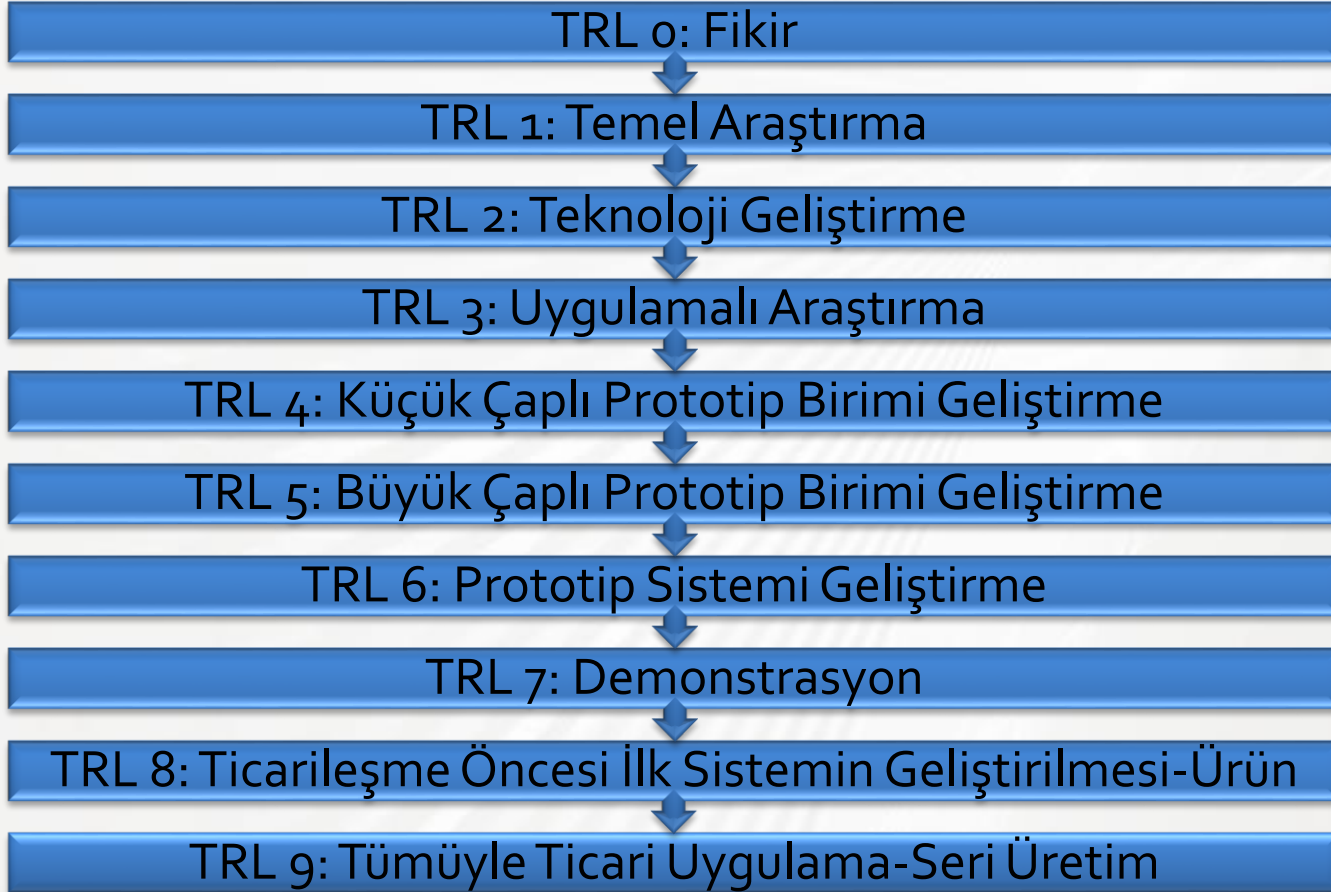 TRL 0: Fikir
TRL 1: Temel Araştırma
TRL 2: Teknoloji Geliştirme
TRL 3: Uygulamalı Araştırma
TRL 4: Küçük Çaplı Prototip Birimi Geliştirme
TRL 5: Büyük Çaplı Prototip Birimi Geliştirme
TRL 6: Prototip Sistemi Geliştirme
TRL 7: Demonstrasyon
TRL 8: Ticarileşme Öncesi İlk Sistemin Geliştirilmesi-Ürün
TRL 9: Tümüyle Ticari Uygulama-Seri Üretim